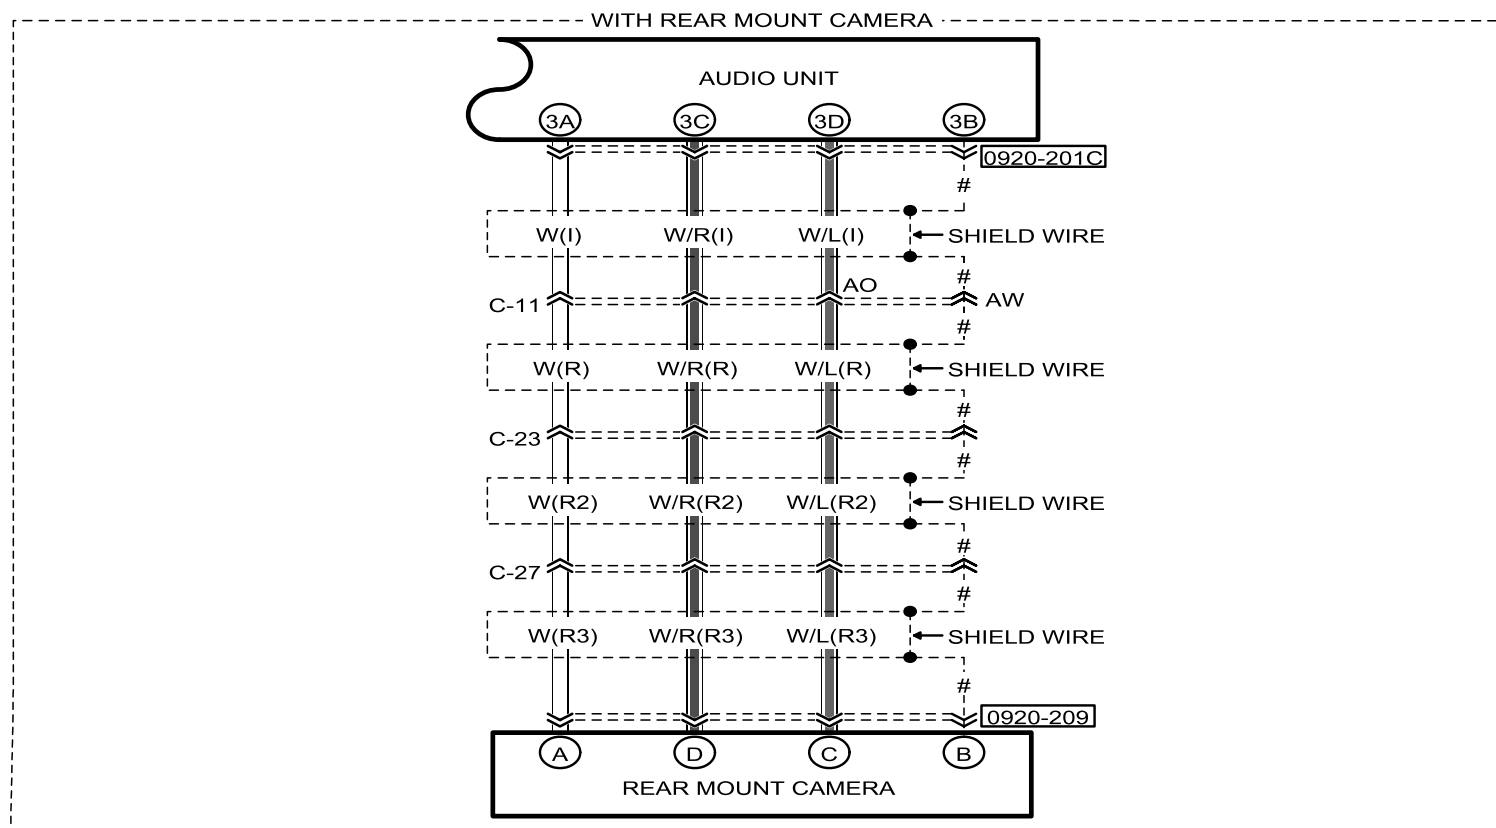 WITH REAR MOUNT CAMERA
AUDIO UNIT
3A 3C 3D 3B
0920-201C
#
W(I) W/R(I) W/L(I) SHIELD WIRE
#
AO
C-11 AW
#
W(R) W/R(R) W/L(R) SHIELD WIRE
#
C-23
#
W(R2) W/R(R2) W/L(R2) SHIELD WIRE
#
C-27
#
W(R3) W/R(R3) W/L(R3) SHIELD WIRE
#
0920-209
A D C B
REAR MOUNT CAMERA